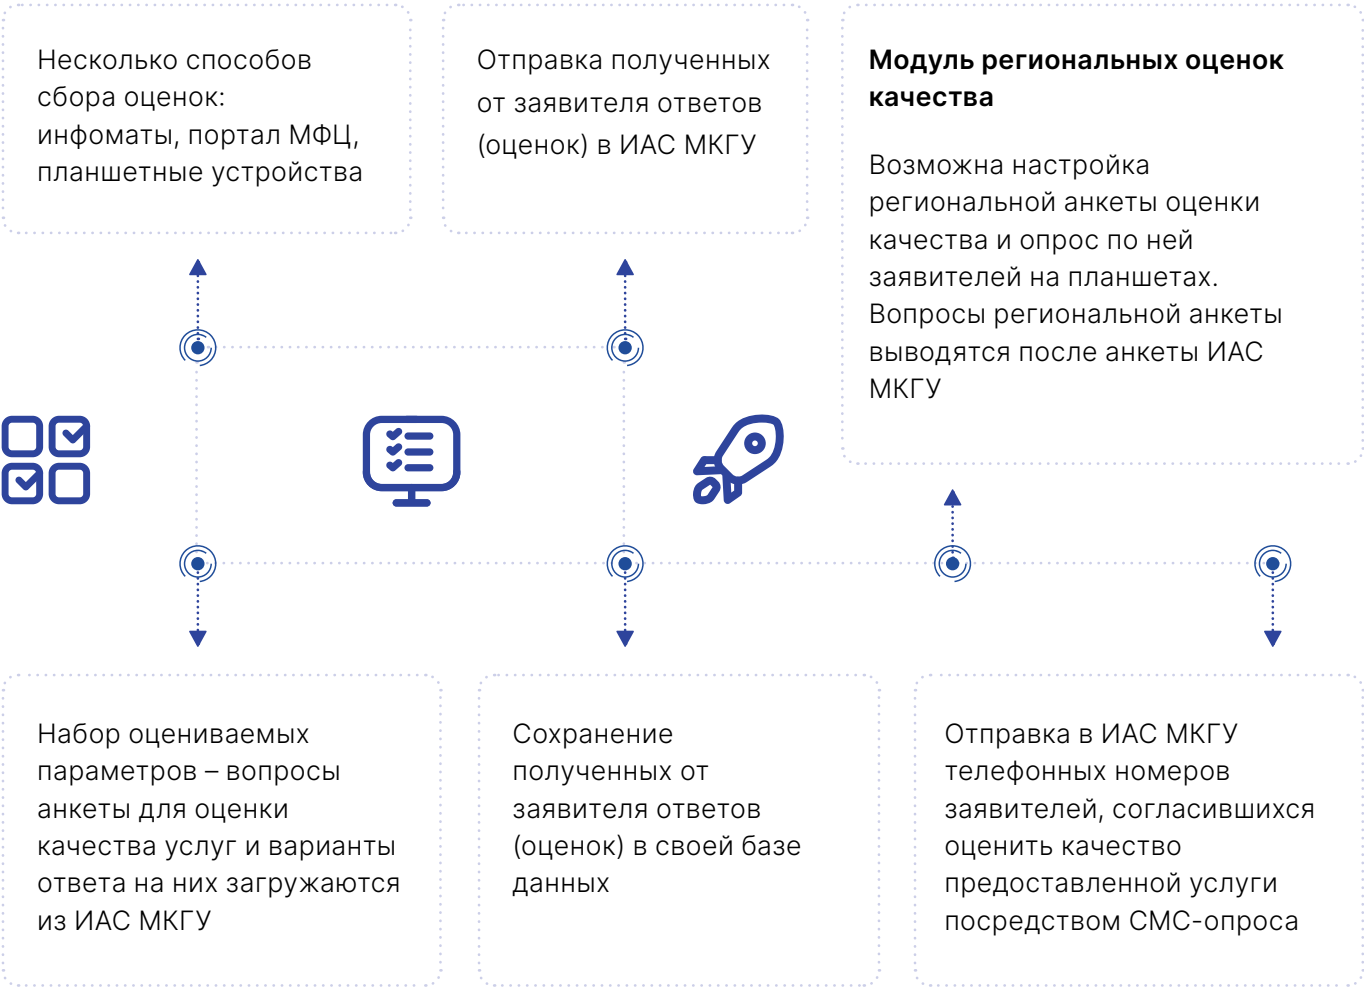 Несколько способов
сбора оценок:
инфоматы, портал МФЦ,
планшетные устройства
Отправка полученных
от заявителя ответов
(оценок) в ИАС МКГУ
Модуль региональных оценок
качества
Возможна настройка
региональной анкеты оценки
качества и опрос по ней
заявителей на планшетах.
Вопросы региональной анкеты
выводятся после анкеты ИАС
МКГУ
Набор оцениваемых
параметров – вопросы
анкеты для оценки
качества услуг и варианты
ответа на них загружаются
из ИАС МКГУ
Сохранение
полученных от
заявителя ответов
(оценок) в своей базе
данных
Отправка в ИАС МКГУ
телефонных номеров
заявителей, согласившихся
оценить качество
предоставленной услуги
посредством СМС-опроса